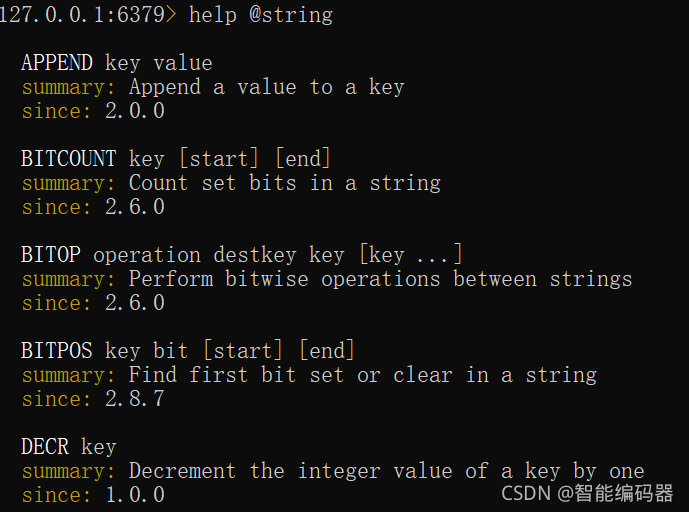 127.0.0.1:6379> help @string
APPEND key value
summary: Append a value to a key
since: 2.0.0
BITCOUNT key [start] [end]
summary: Count set bits in a string
since: 2.6.0
BITOP operation destkey key [key ...]
summary: Perform bitwise operations between strings
since: 2.6.0
BITPOS key bit [start] [end]
summary: Find first bit set or clear in a string
since: 2.8.7
DECR key
summary: Decrement the integer value of a key by one
since: 1.0.0
CSDN @智能编码器